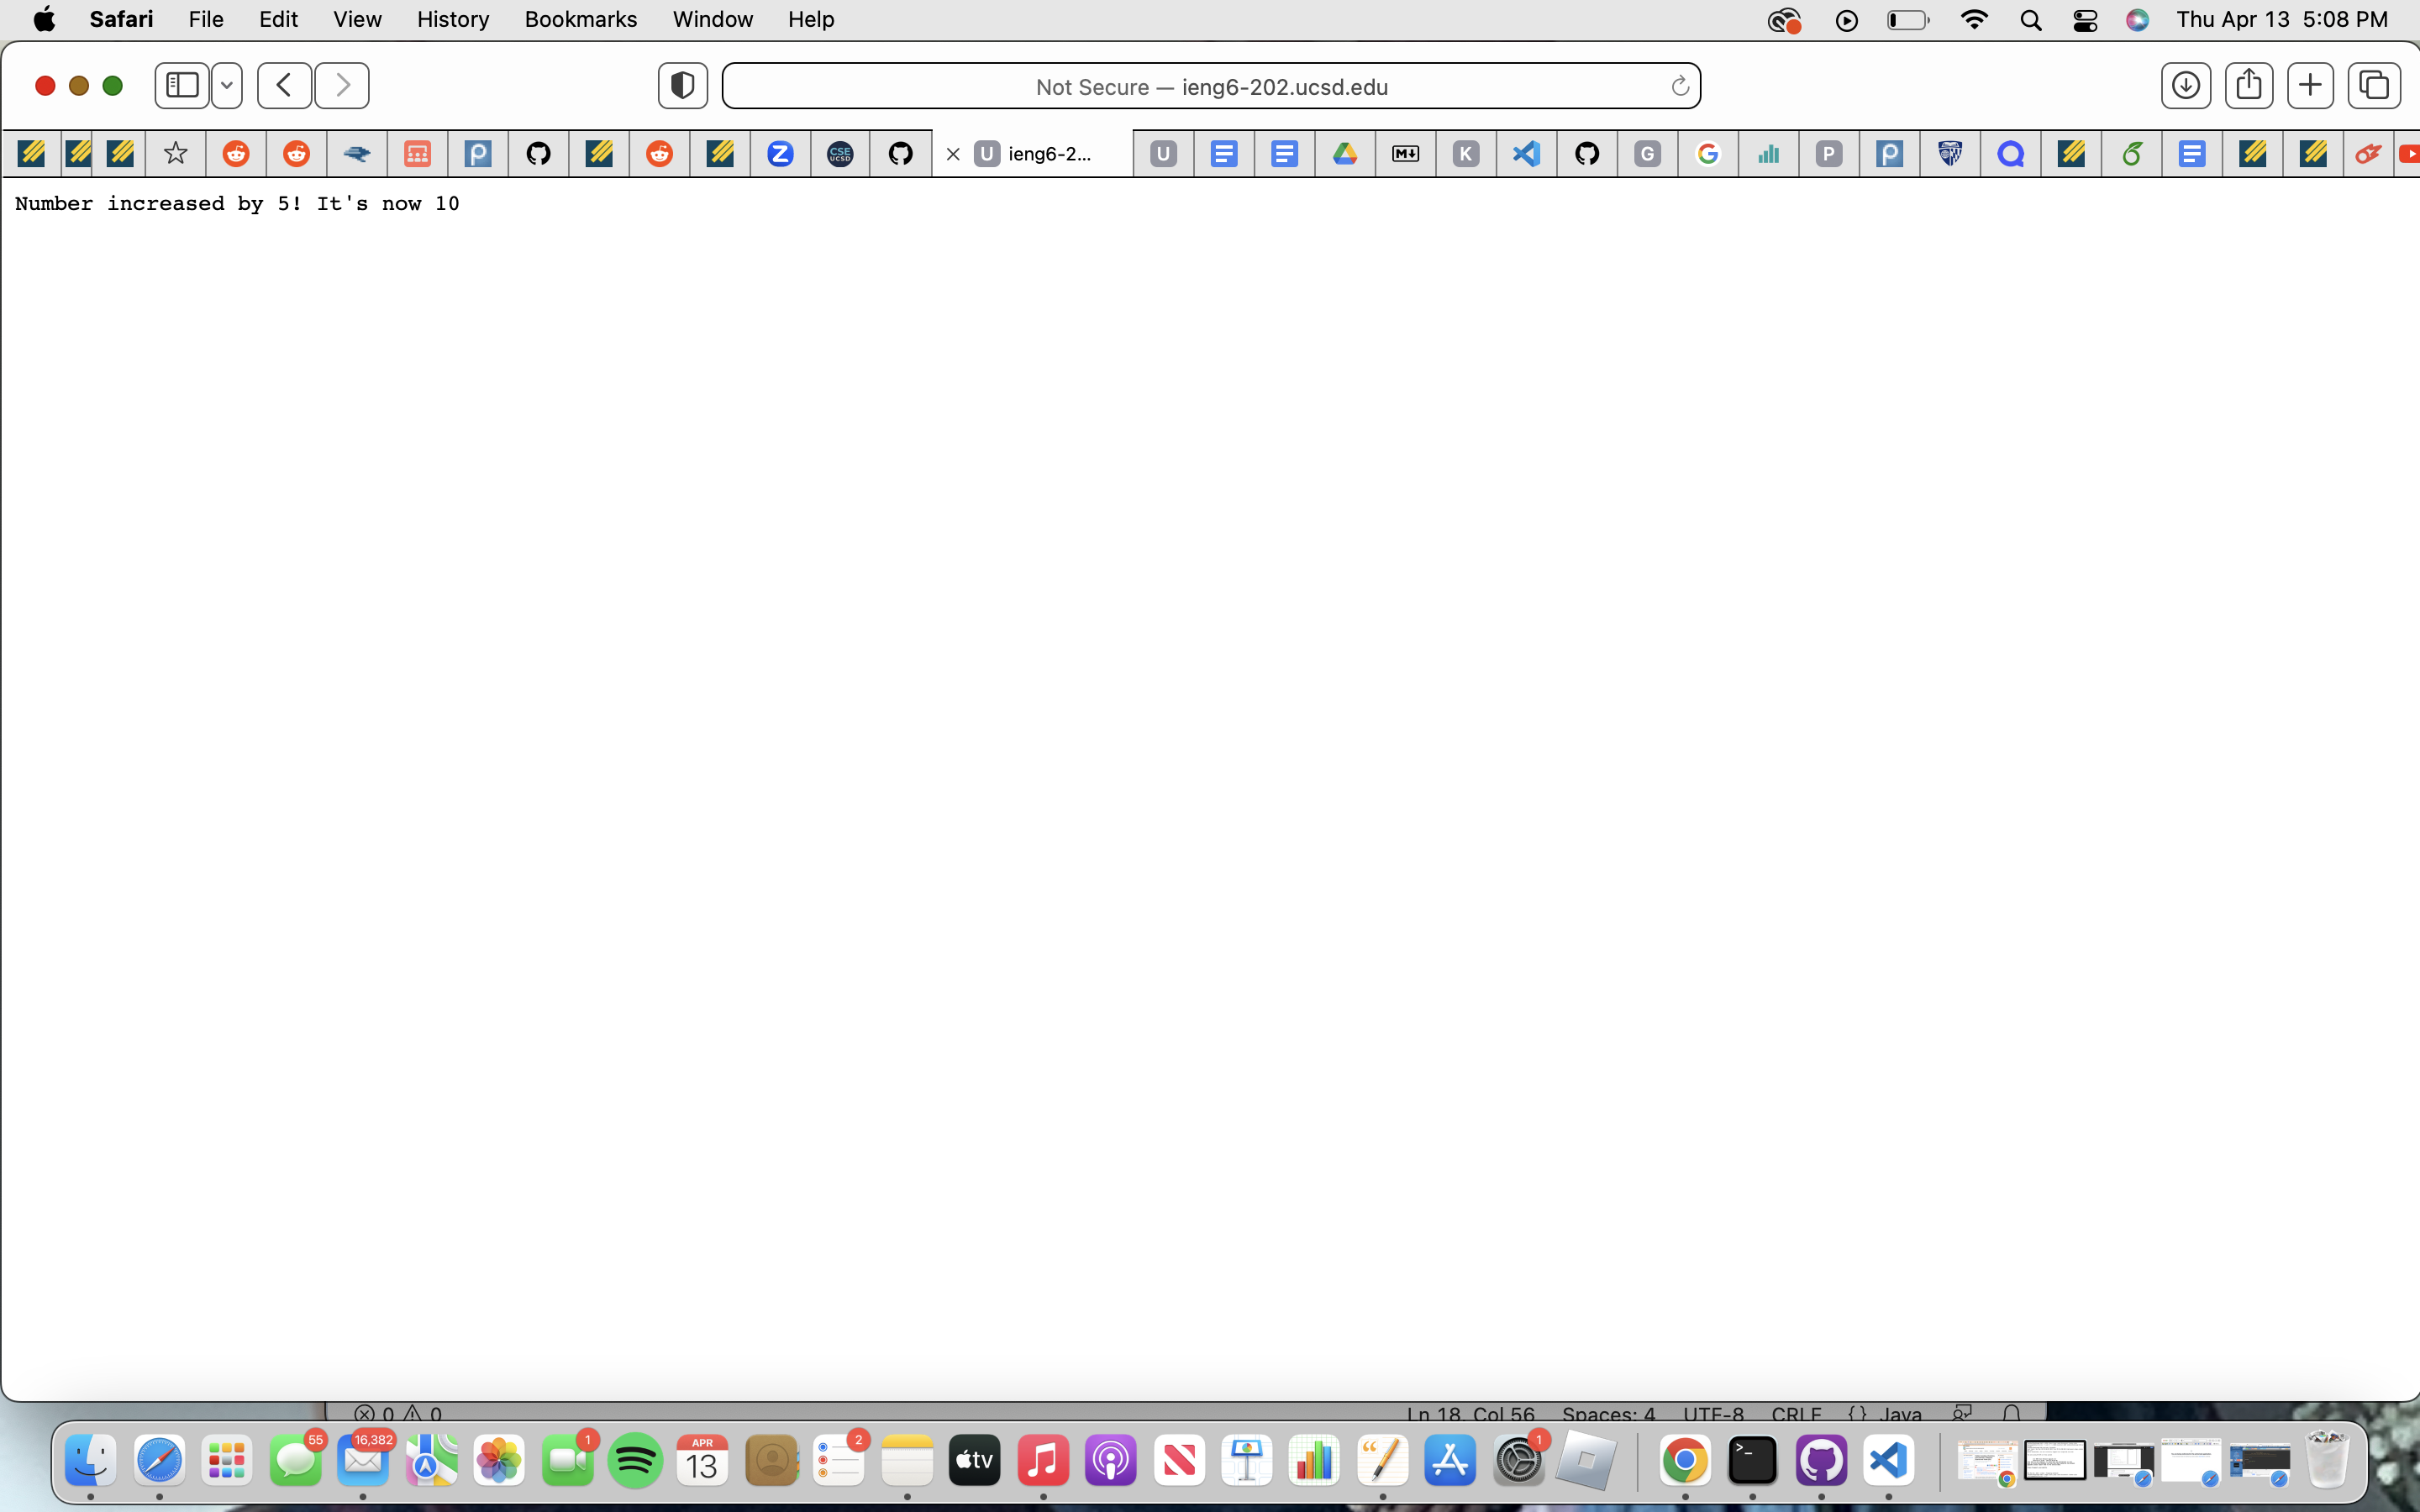 Safari File Edit View History Bookmarks Window Help Thu Apr 13 5:08 PM
Not Secure — ieng6-202.ucsd.edu
Z CSE UCSD U ieng6-2... U M K G G P
Number increased by 5! It's now 10
0 0 Ln 18, Col 56 Spaces: 4 UTF-8 CRLF {} Java
55 16,382 1 APR 13 2 tv 1 >_